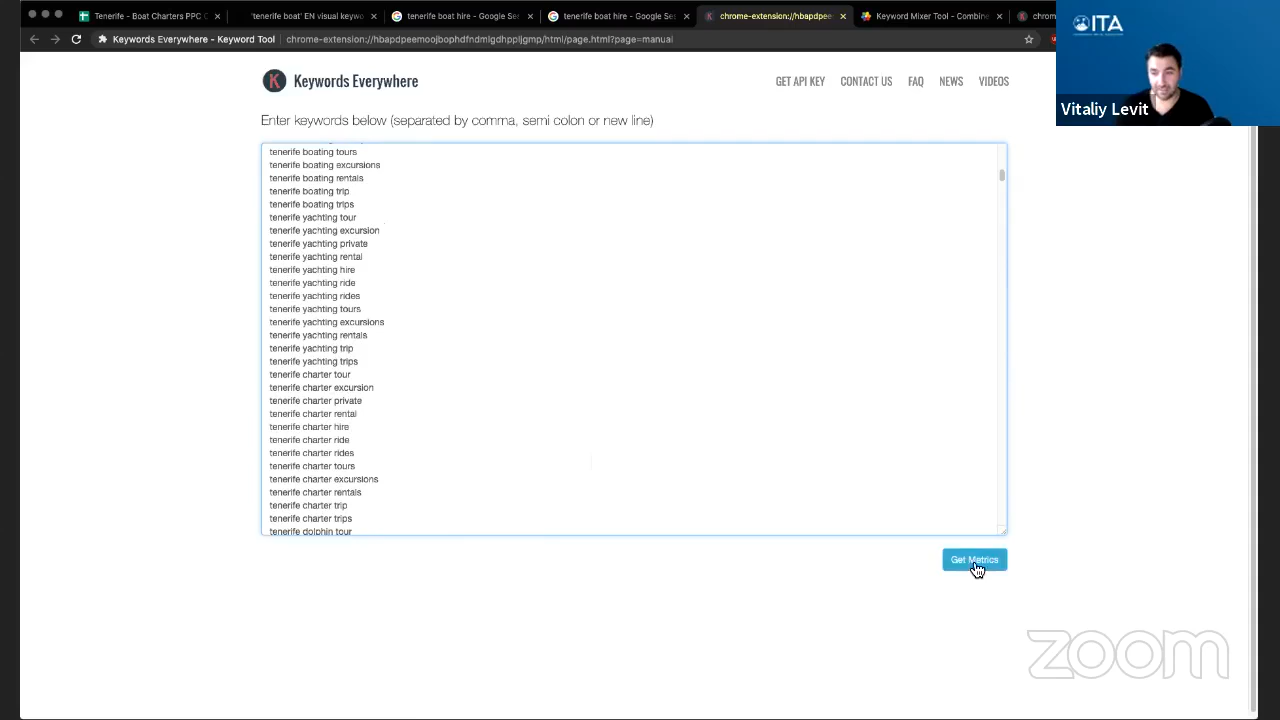 Tenerife - Boat Charters PPC C
'tenerife boat' EN visual keywo
tenerife boat hire - Google Sea
tenerife boat hire - Google Sea
chrome-extension://hbapdpee
Keyword Mixer Tool - Combine
chrome
Keywords Everywhere - Keyword Tool
chrome-extension://hbapdpeemoojbophdfndmlgdhppljgmp/html/page.html?page=manual
ITA
Vitaliy Levit
K Keywords Everywhere
GET API KEY
CONTACT US
FAQ
NEWS
VIDEOS
Enter keywords below (separated by comma, semi colon or new line)
tenerife boating tours
tenerife boating excursions
tenerife boating rentals
tenerife boating trip
tenerife boating trips
tenerife yachting tour
tenerife yachting excursion
tenerife yachting private
tenerife yachting rental
tenerife yachting hire
tenerife yachting ride
tenerife yachting rides
tenerife yachting tours
tenerife yachting excursions
tenerife yachting rentals
tenerife yachting trip
tenerife yachting trips
tenerife charter tour
tenerife charter excursion
tenerife charter private
tenerife charter rental
tenerife charter hire
tenerife charter ride
tenerife charter rides
tenerife charter tours
tenerife charter excursions
tenerife charter rentals
tenerife charter trip
tenerife charter trips
tenerife dolphin tour
Get Metrics
zoom